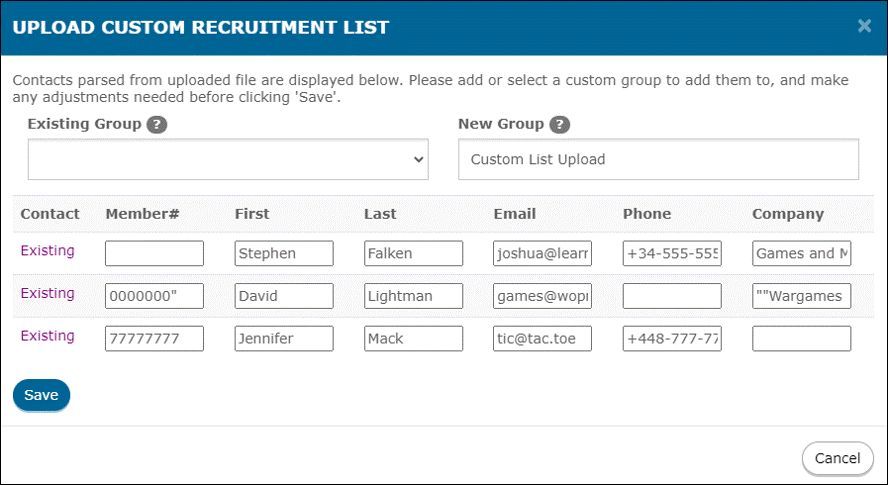 UPLOAD CUSTOM RECRUITMENT LIST ×
Contacts parsed from uploaded file are displayed below. Please add or select a custom group to add them to, and make
any adjustments needed before clicking 'Save'.
Existing Group ? New Group ?
Custom List Upload
Contact Member# First Last Email Phone Company
Existing Stephen Falken joshua@learn +34-555-555 Games and M
Existing 0000000" David Lightman games@wopr ""Wargames
Existing 77777777 Jennifer Mack tic@tac.toe +448-777-77
Save
Cancel